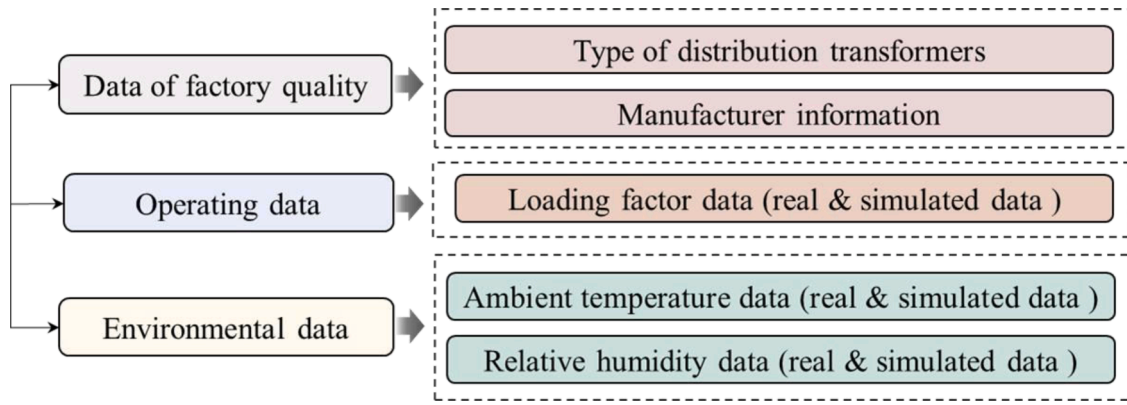 Data of factory quality
Type of distribution transformers
Manufacturer information
Operating data
Loading factor data (real & simulated data )
Environmental data
Ambient temperature data (real & simulated data )
Relative humidity data (real & simulated data )